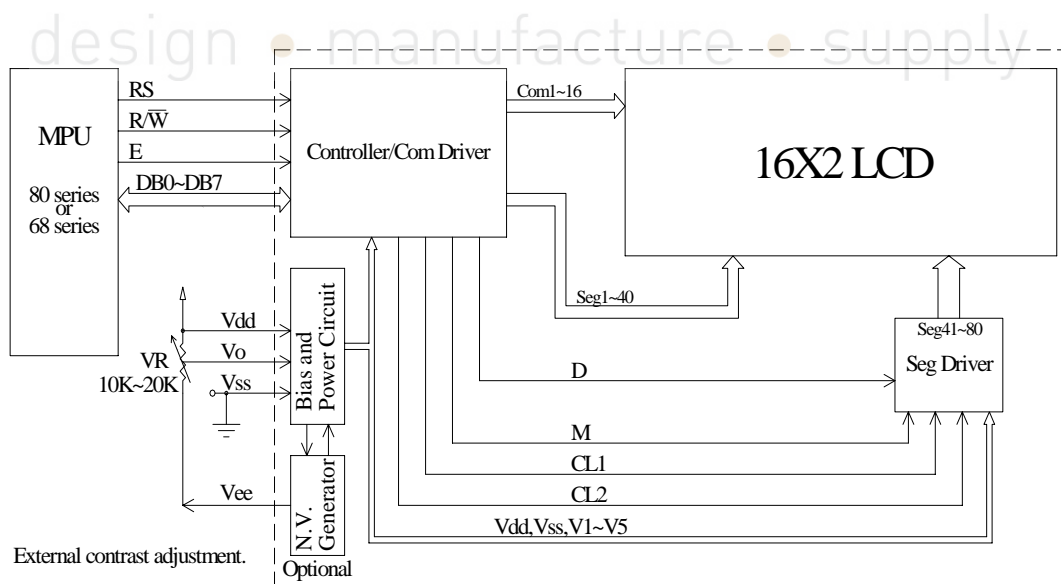 design • manufacture • supply
MPU
80 series
or
68 series
RS
R/W̅
E
DB0~DB7
Controller/Com Driver
Com1~16
16X2 LCD
Seg1~40
Seg41~80
Seg Driver
VR
10K~20K
Vdd
Vo
Vss
Bias and
Power Circuit
D
M
CL1
CL2
Vdd,Vss,V1~V5
Vee
N.V.
Generator
Optional
External contrast adjustment.